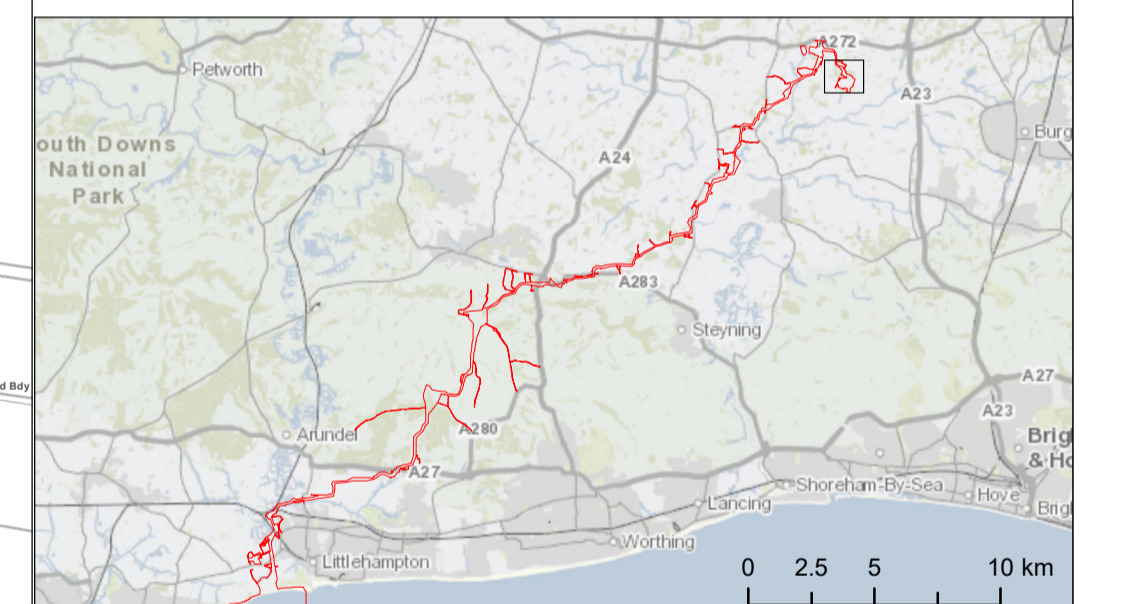 A272
Petworth
A23
Burg
outh Downs
National
Park
A24
A283
Steyning
d Bdy
A27
A23
Arundel
A280
Brig
& Ho
A27
Shoreham-By-Sea
Hove
Lancing
Brig
Worthing
Littlehampton
0 2.5 5 10 km